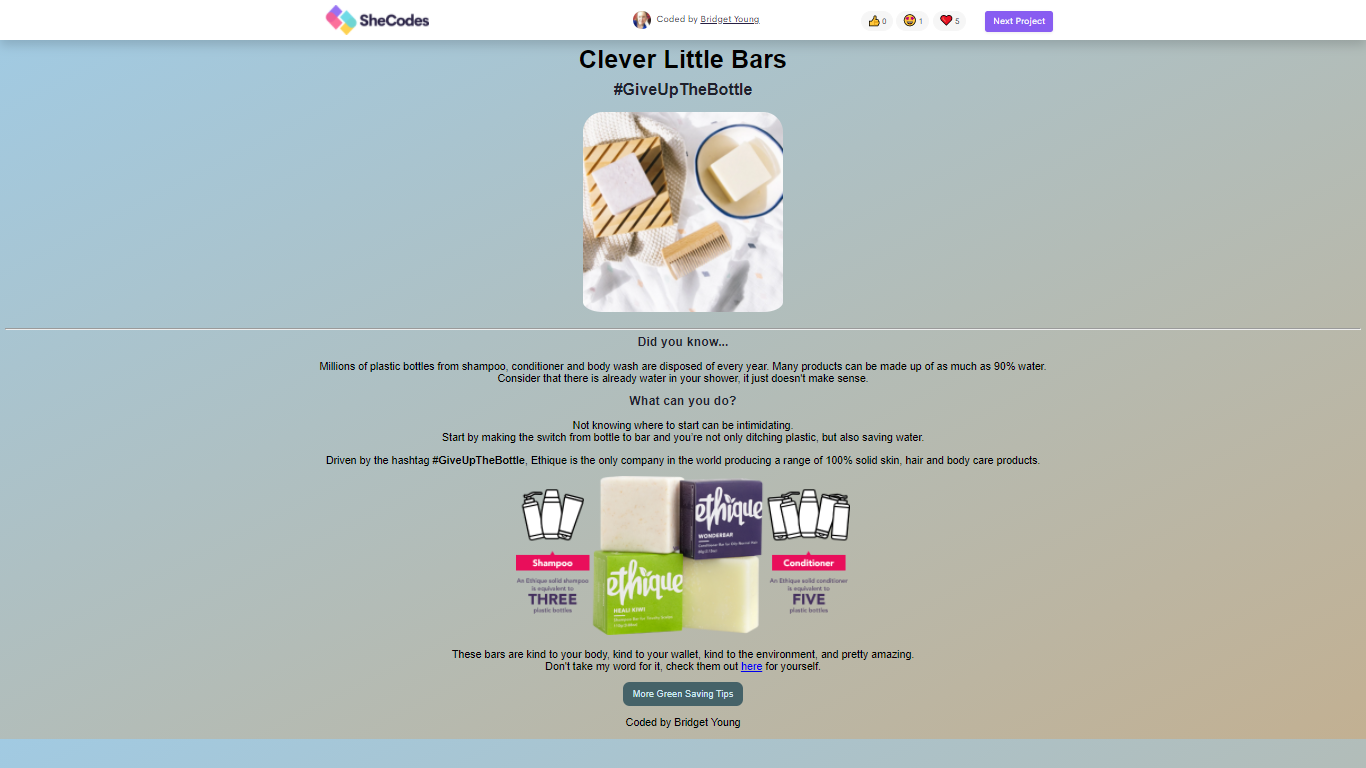 SheCodes
Coded by Bridget Young
0
1
5
Next Project
Clever Little Bars
#GiveUpTheBottle
Did you know...
Millions of plastic bottles from shampoo, conditioner and body wash are disposed of every year. Many products can be made up of as much as 90% water.
Consider that there is already water in your shower, it just doesn't make sense.
What can you do?
Not knowing where to start can be intimidating.
Start by making the switch from bottle to bar and you're not only ditching plastic, but also saving water.
Driven by the hashtag #GiveUpTheBottle, Ethique is the only company in the world producing a range of 100% solid skin, hair and body care products.
Shampoo
An Ethique solid shampoo
is equivalent to
THREE
plastic bottles
ethique
WONDERBAR
ethique
HEALI KIWI
Conditioner
An Ethique solid conditioner
is equivalent to
FIVE
plastic bottles
These bars are kind to your body, kind to your wallet, kind to the environment, and pretty amazing.
Don't take my word for it, check them out here for yourself.
More Green Saving Tips
Coded by Bridget Young